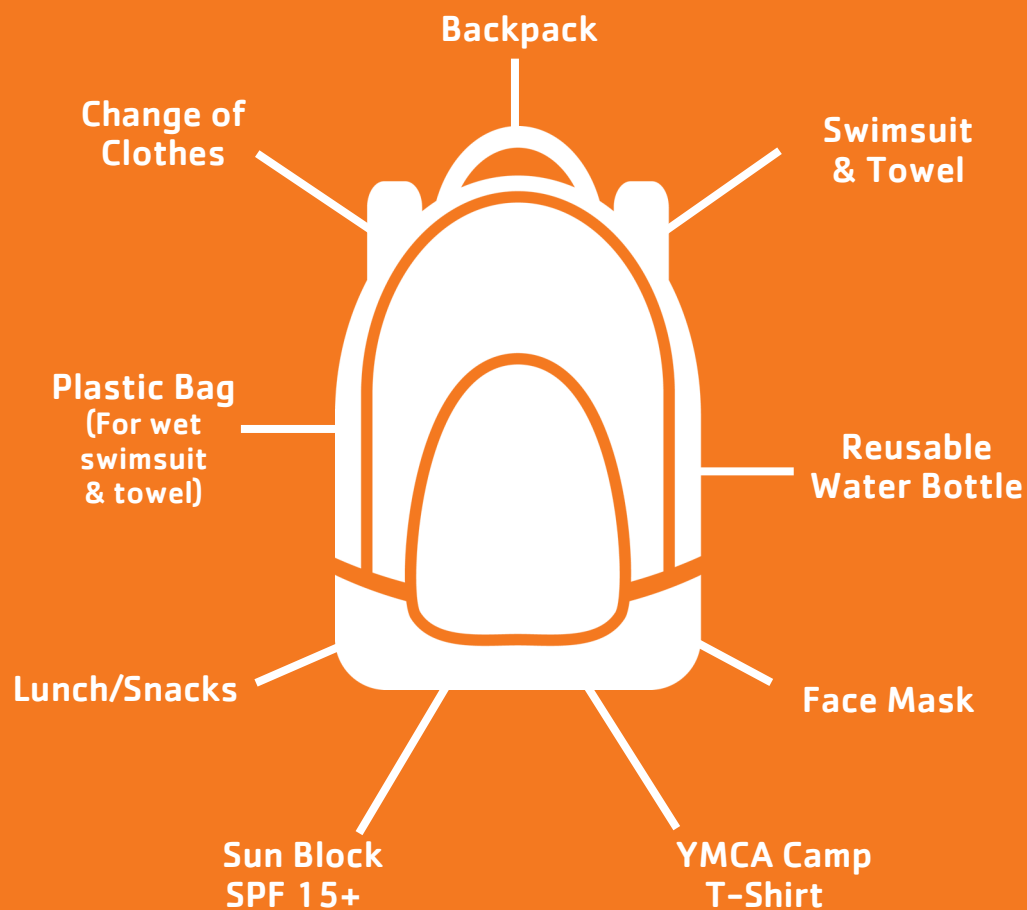 Backpack
Change of
Clothes
Swimsuit
& Towel
Plastic Bag
(For wet
swimsuit
& towel)
Reusable
Water Bottle
Lunch/Snacks
Face Mask
Sun Block
SPF 15+
YMCA Camp
T-Shirt